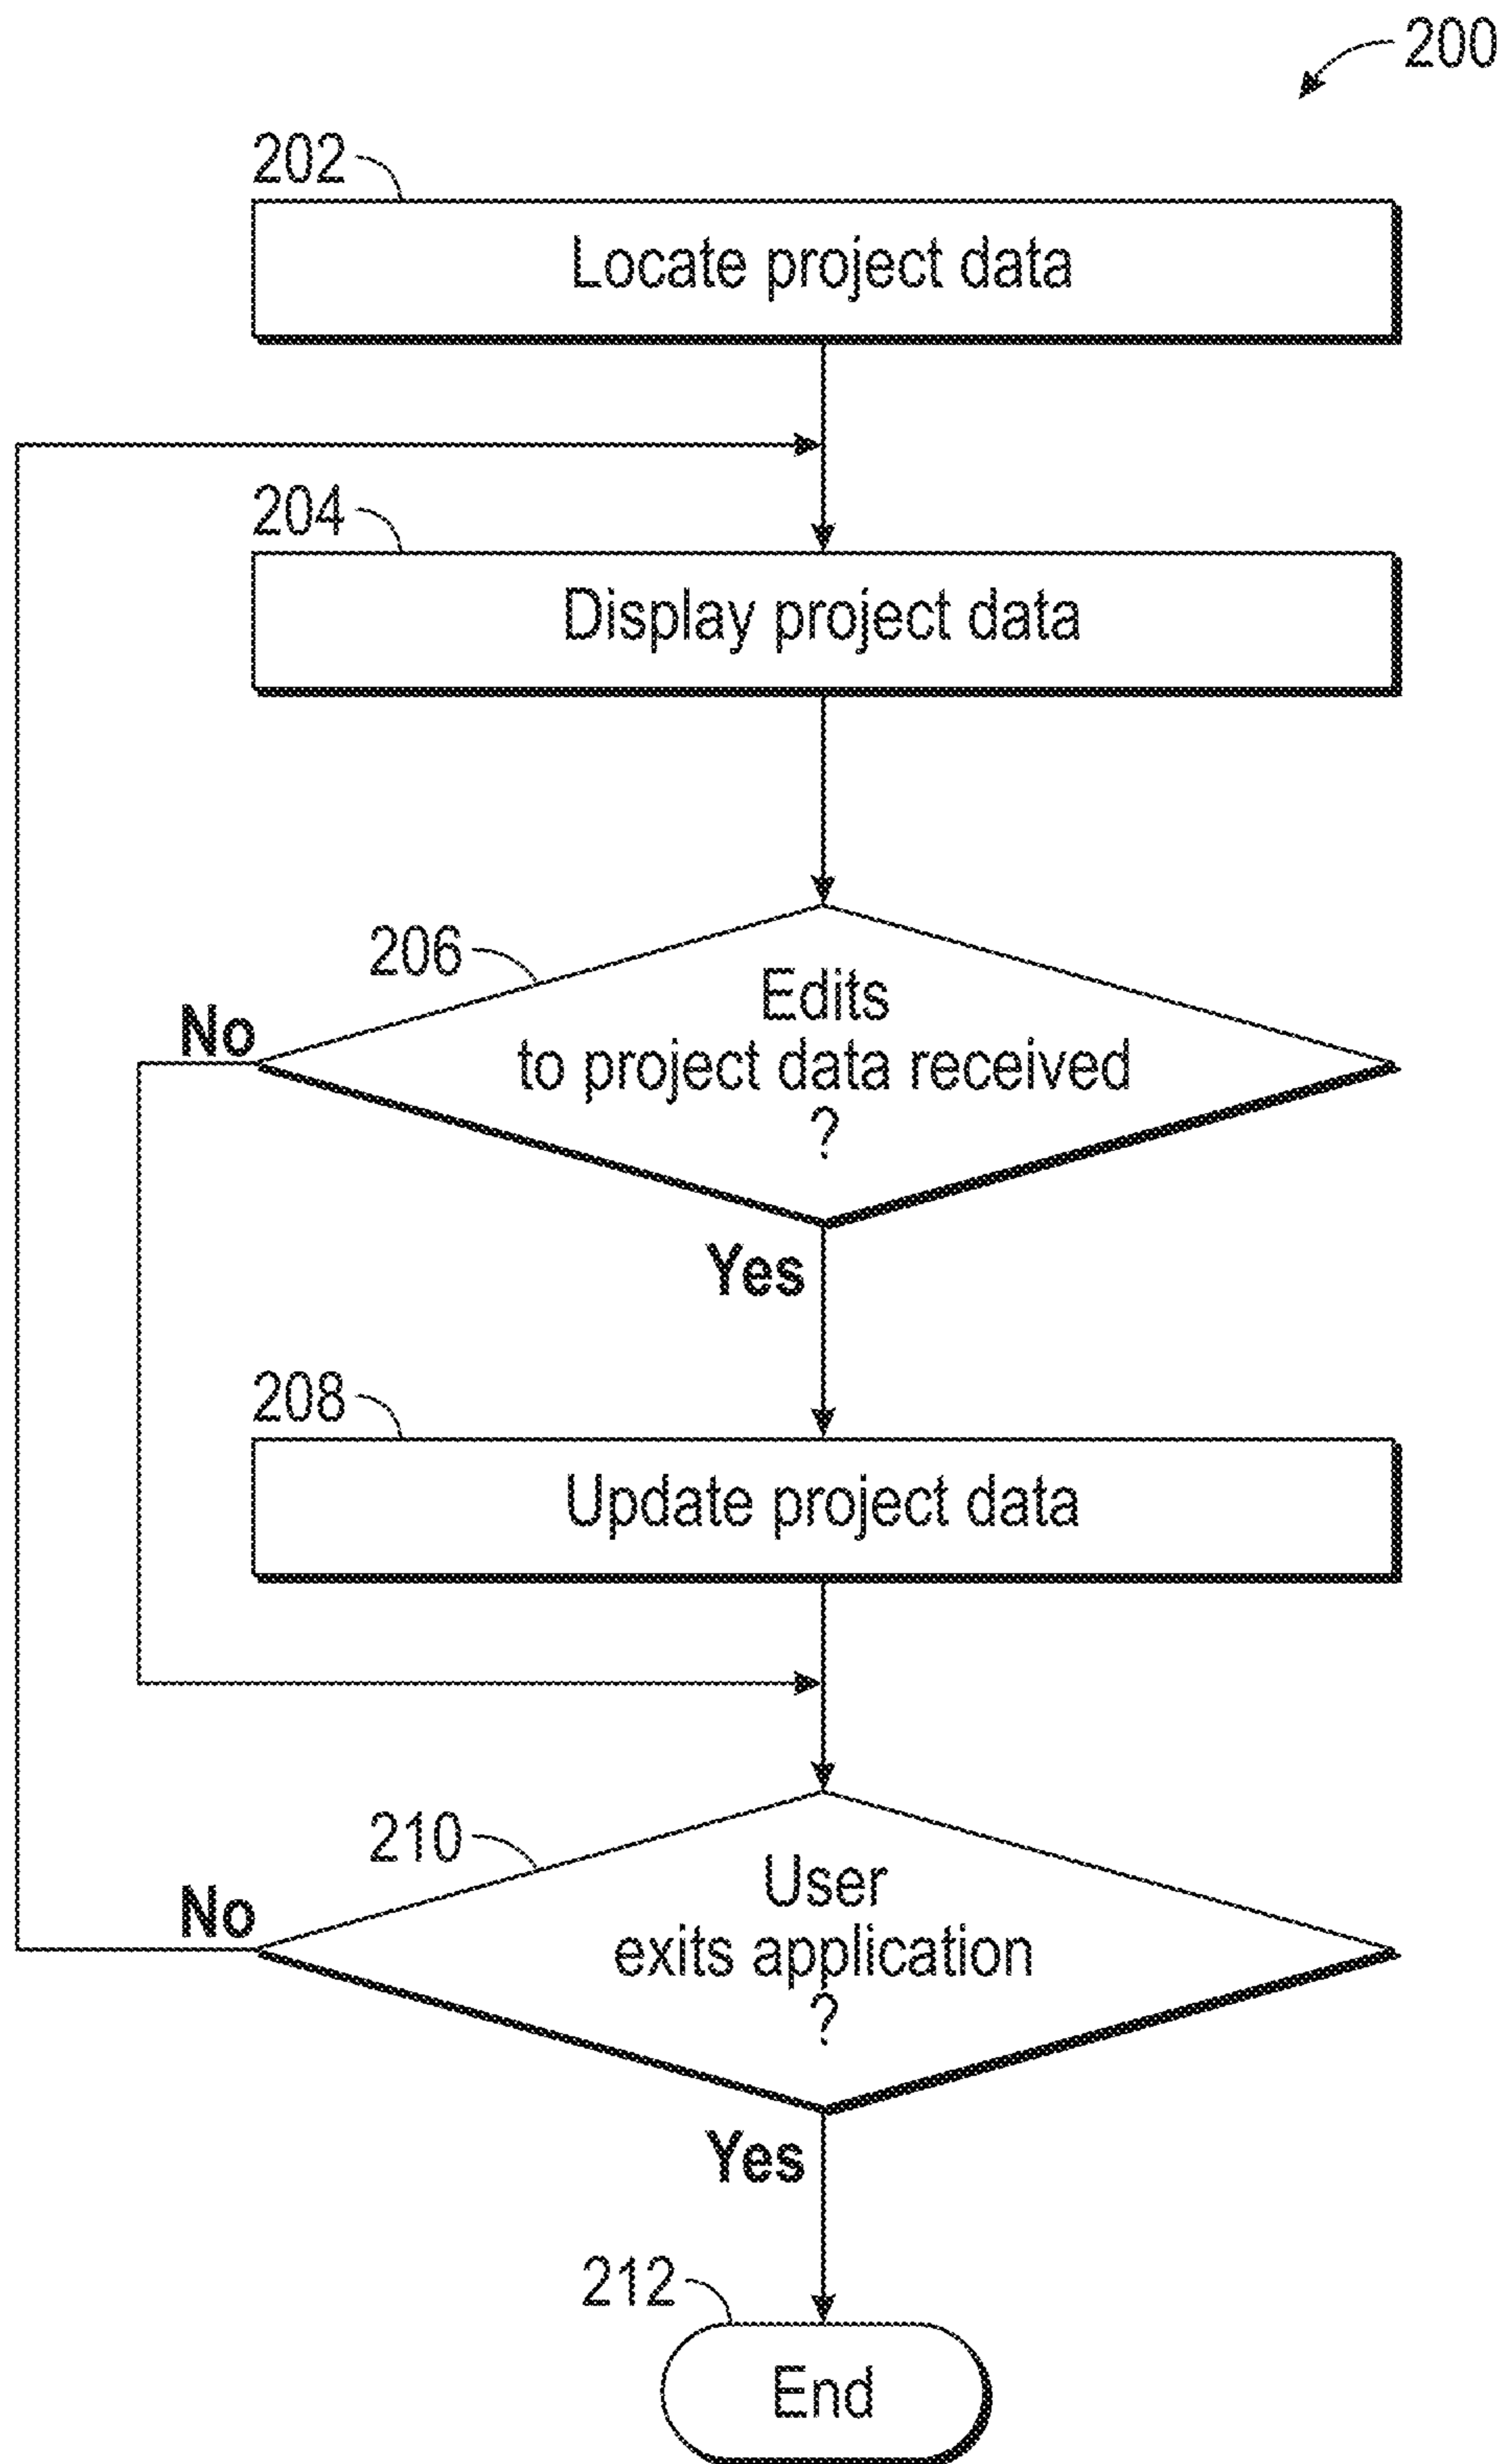 200
202
Locate project data
204
Display project data
206
No
Edits
to project data received
?
Yes
208
Update project data
210
No
User
exits application
?
Yes
212
End